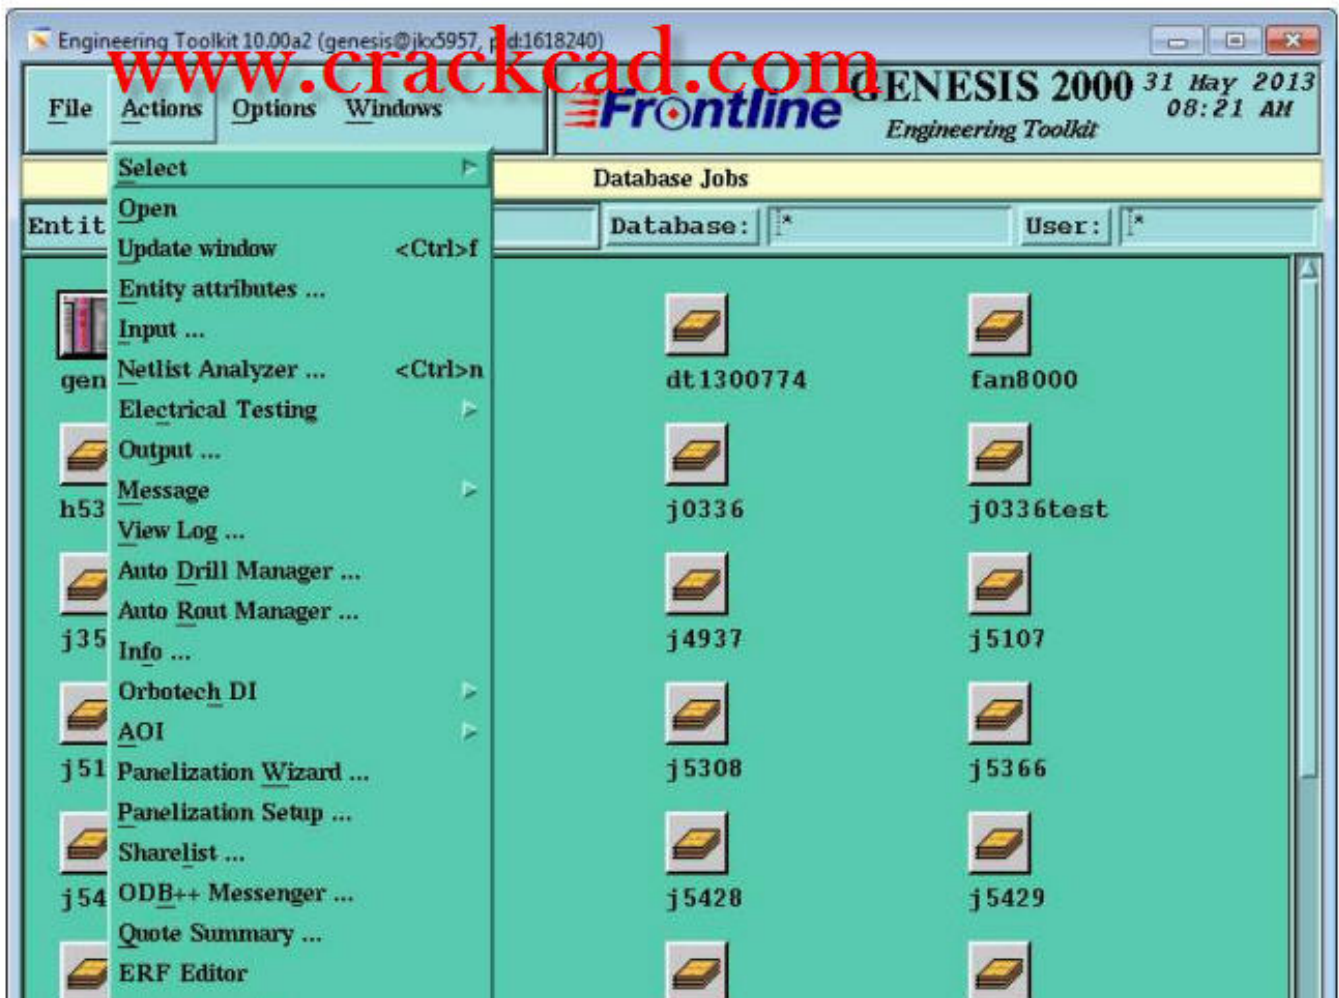 Engineering Toolkit 10.00a2 (genesis@jkx5957, pid:1618240)
www.crackcad.com
File Actions Options Windows
Frontline
GENESIS 2000
Engineering Toolkit
31 May 2013
08:21 AM
Database Jobs
Entit
Database: *
User: *
Select
Open
Update window <Ctrl>f
Entity attributes ...
Input ...
Netlist Analyzer ... <Ctrl>n
Electrical Testing
Output ...
Message
View Log ...
Auto Drill Manager ...
Auto Rout Manager ...
Info ...
Orbotech DI
AOI
Panelization Wizard ...
Panelization Setup ...
Sharelist ...
ODB++ Messenger ...
Quote Summary ...
ERF Editor
gen
dt1300774
fan8000
h53
j0336
j0336test
j35
j4937
j5107
j51
j5308
j5366
j54
j5428
j5429